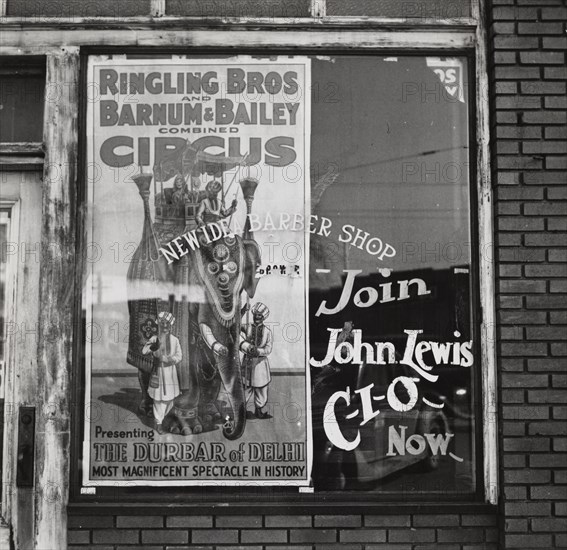 RINGLING BROS
AND
BARNUM & BAILEY
COMBINED
CIRCUS
NEW IDEA BARBER SHOP
Join
John Lewis
C-I-O-
Now
Presenting
THE DURBAR of DELHI
MOST MAGNIFICENT SPECTACLE IN HISTORY